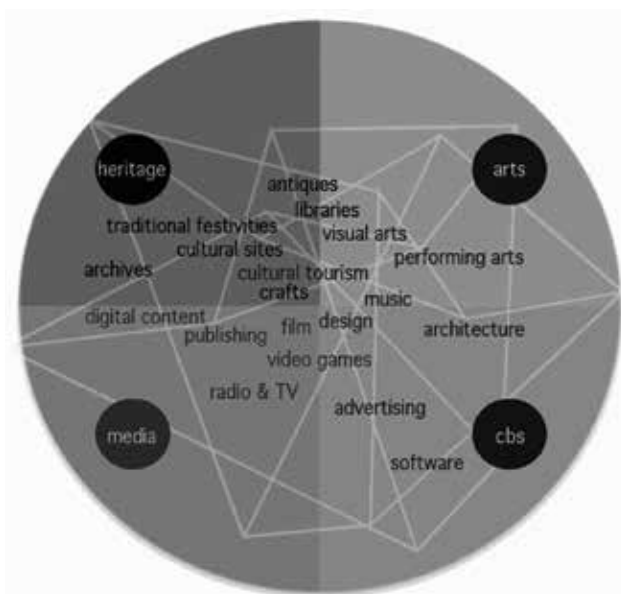 heritage
arts
antiques
libraries
traditional festivities
visual arts
cultural sites
performing arts
archives
cultural tourism
crafts
music
digital content
publishing
film
design
architecture
video games
radio & TV
advertising
media
cbs
software